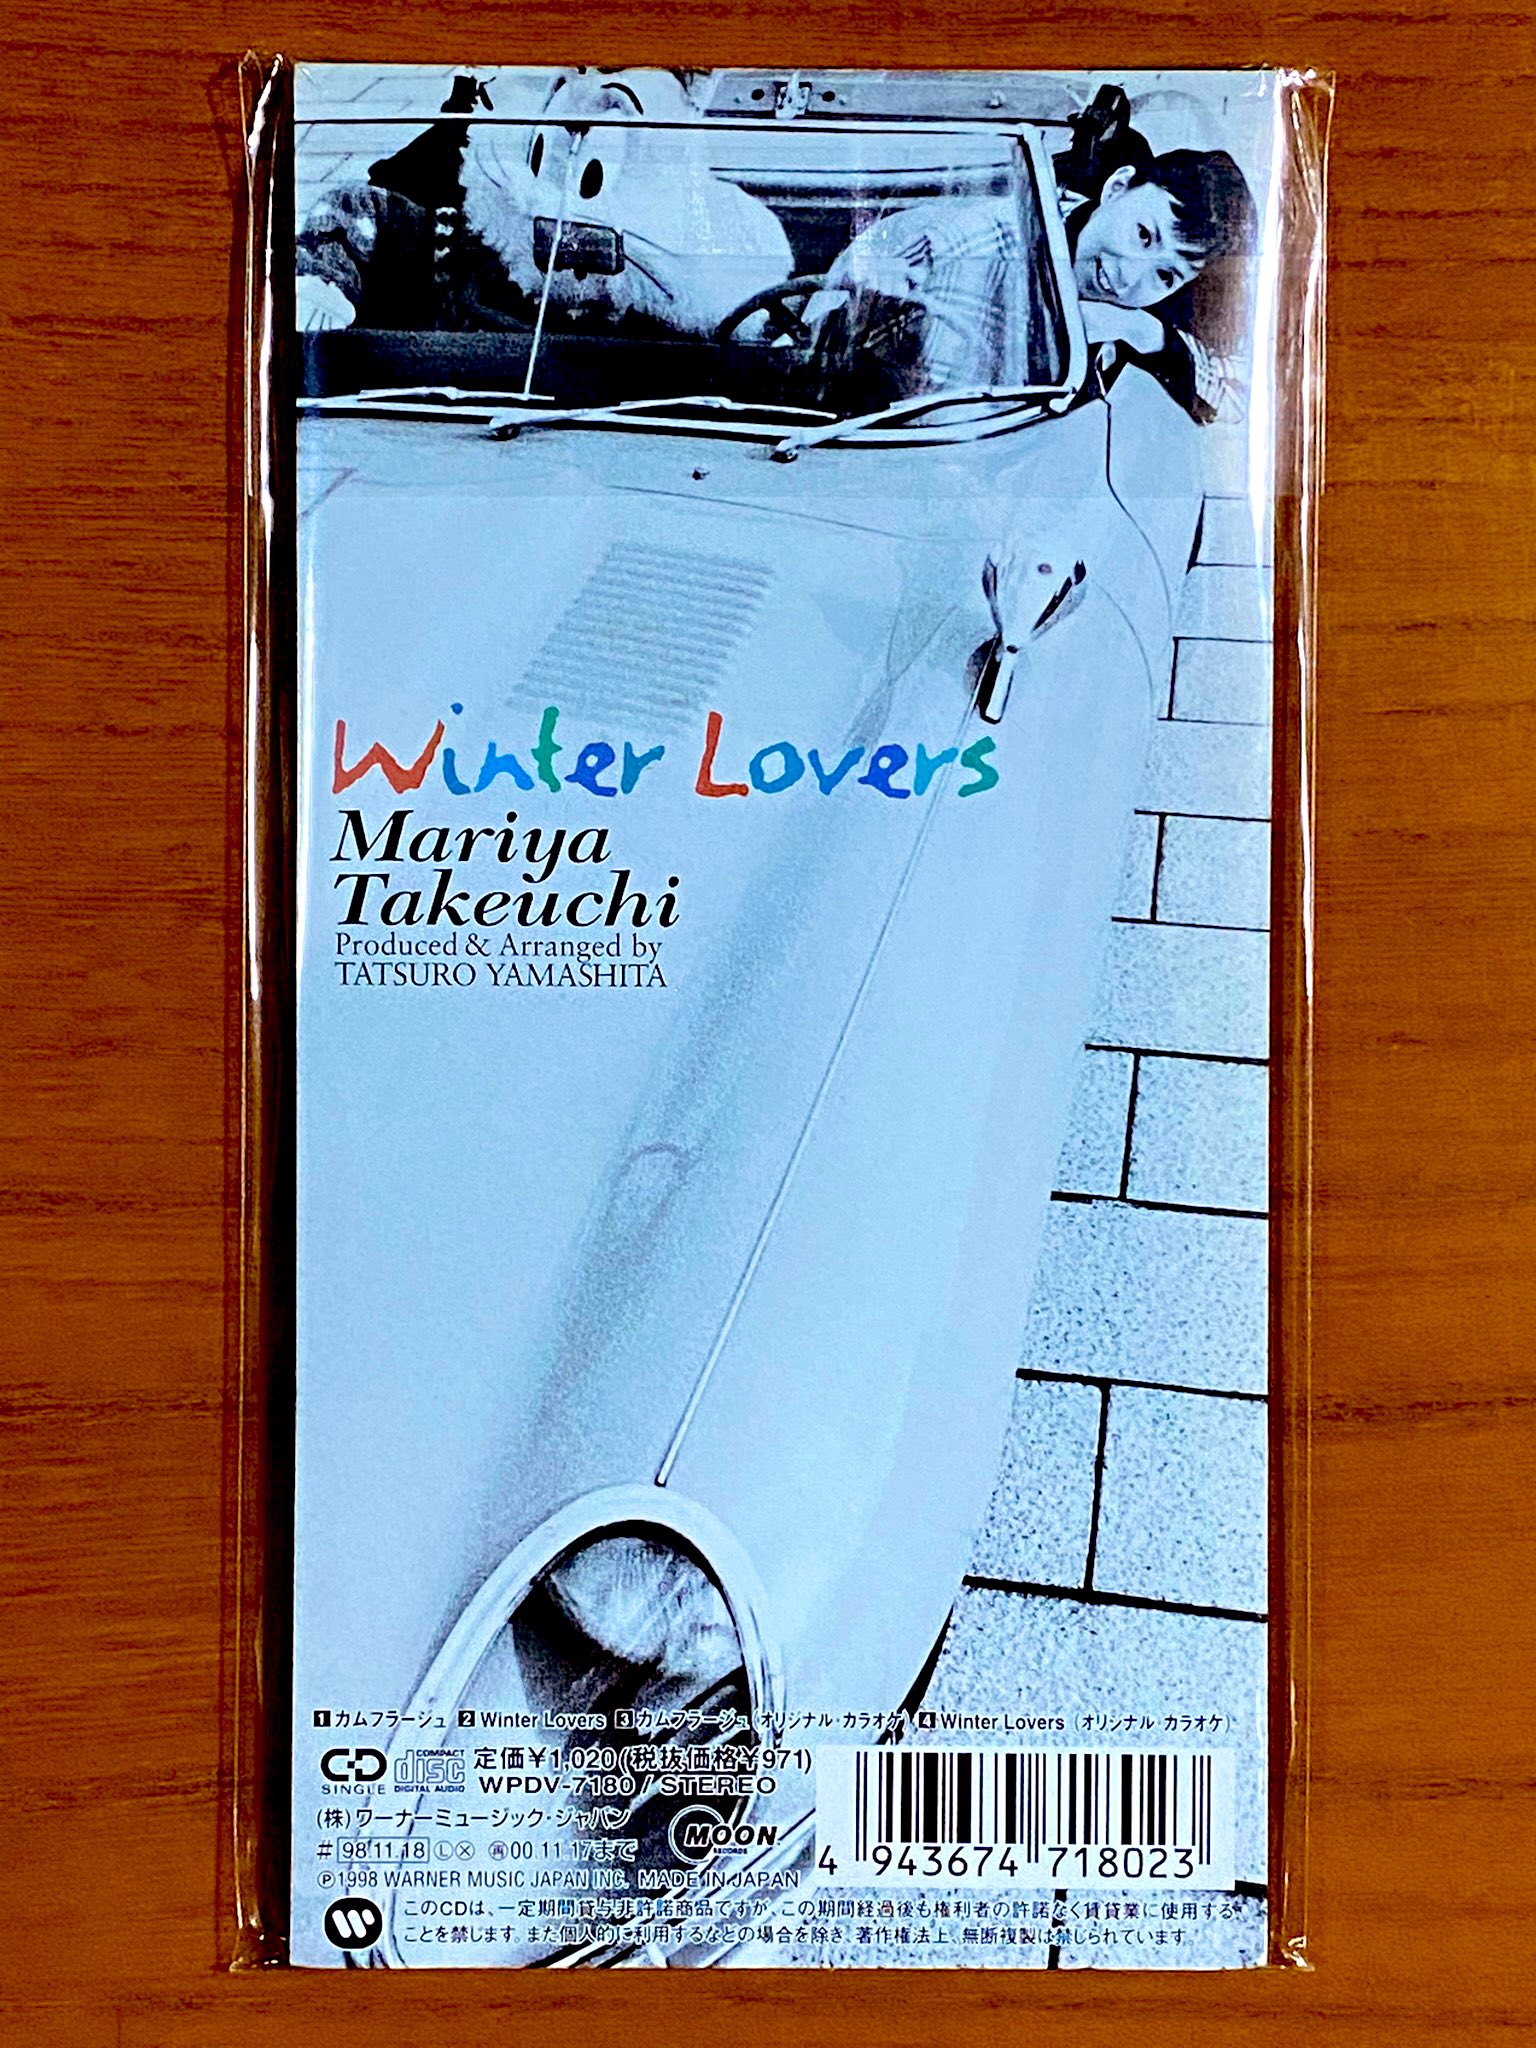 Winter Lovers
Mariya
Takeuchi
Produced & Arranged by
TATSURO YAMASHITA
1 カムフラージュ 2 Winter Lovers 3 カムフラージュ (オリジナル・カラオケ) 4 Winter Lovers (オリジナル・カラオケ)
CD SINGLE COMPACT disc DIGITAL AUDIO 定価¥1,020(税抜価格¥971)
WPDV-7180 / STEREO
(株)ワーナーミュージック・ジャパン
MOON RECORDS
# 98.11.18 Ⓛ ⓧ ㊢00.11.17まで
Ⓟ1998 WARNER MUSIC JAPAN INC. MADE IN JAPAN
4 943674 718023
このCDは、一定期間貸与非許諾商品ですが、この期間経過後も権利者の許諾なく賃貸業に使用する
ことを禁じます。また個人的に利用するなどの場合を除き、著作権法上、無断複製は禁じられています。